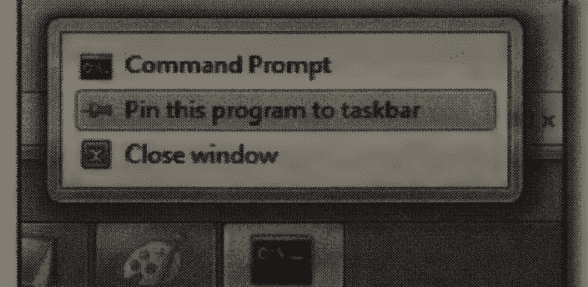 C:\.
Command Prompt
Pin this program to taskbar
Close window
C:\_